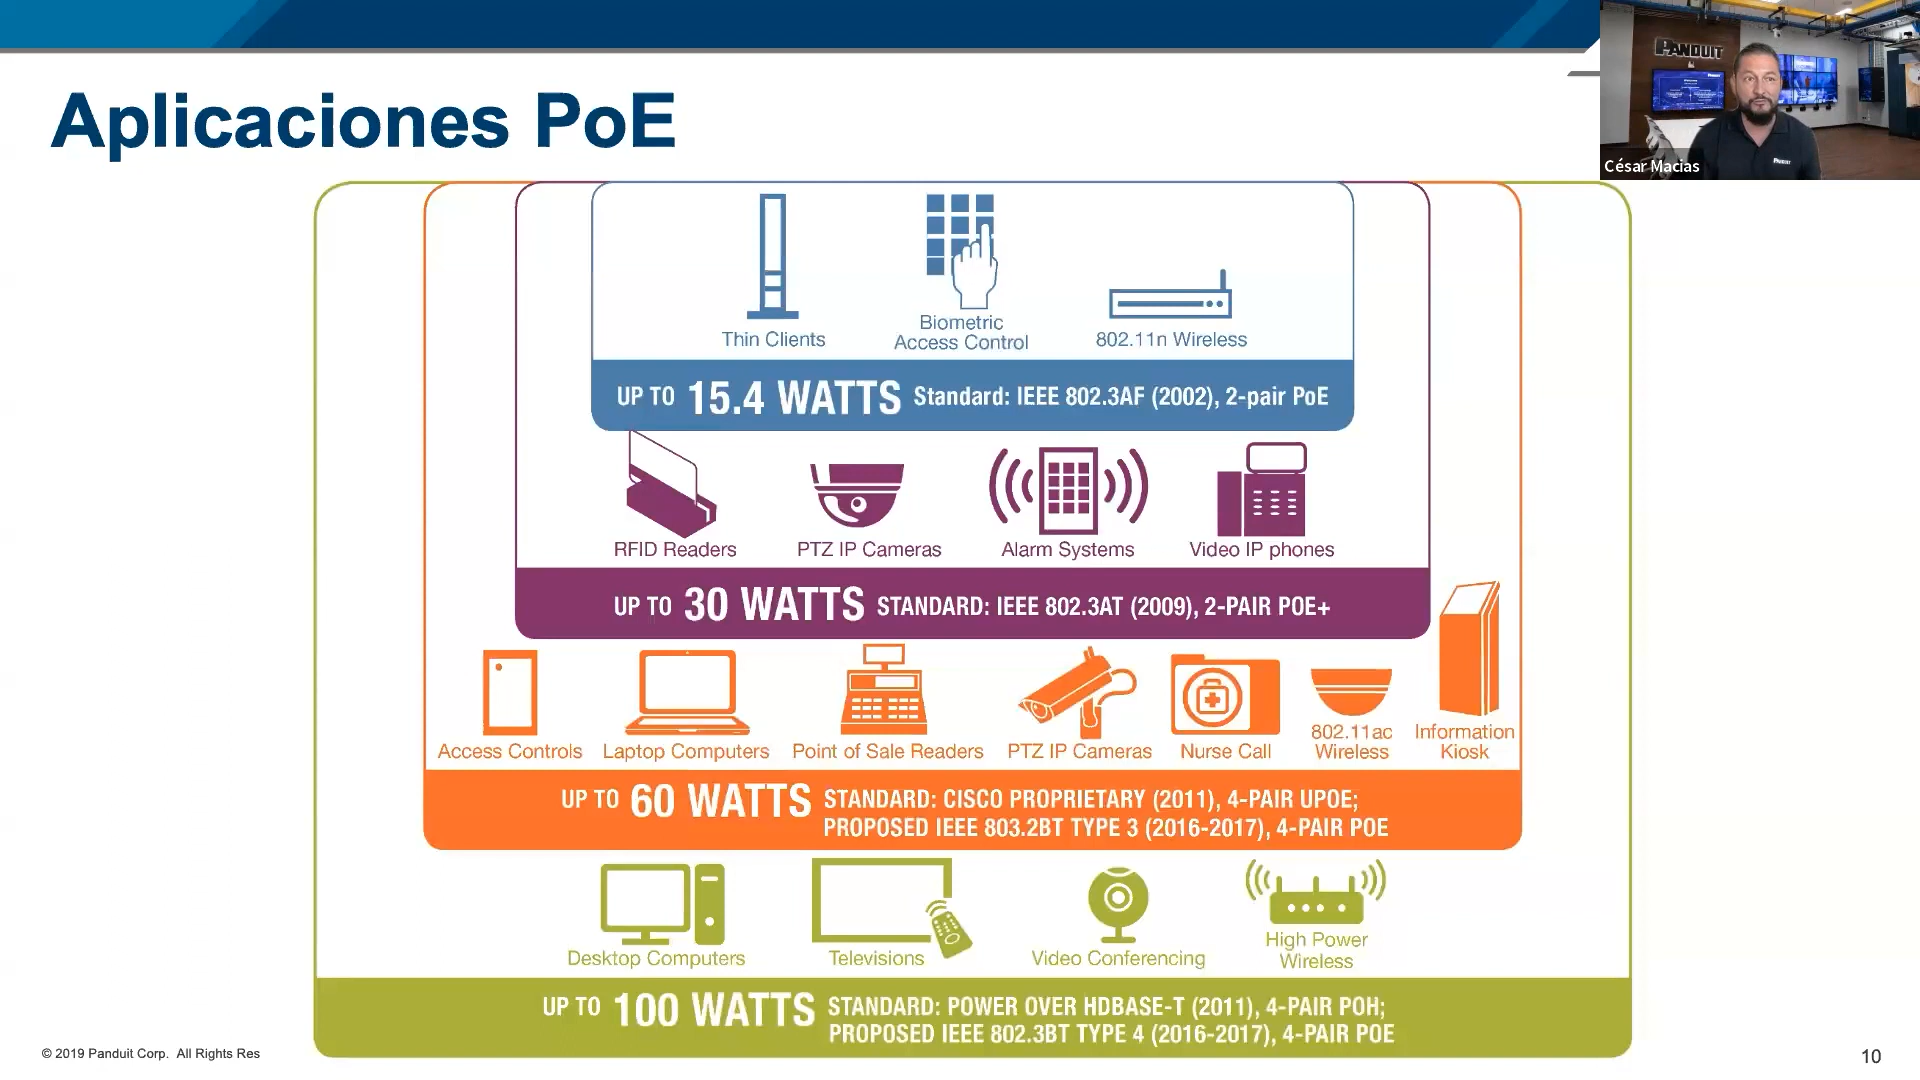 Aplicaciones PoE
PANDUIT
César Macias
Thin Clients
Biometric
Access Control
802.11n Wireless
UP TO 15.4 WATTS Standard: IEEE 802.3AF (2002), 2-pair PoE
RFID Readers
PTZ IP Cameras
Alarm Systems
Video IP phones
UP TO 30 WATTS STANDARD: IEEE 802.3AT (2009), 2-PAIR POE+
Access Controls
Laptop Computers
Point of Sale Readers
PTZ IP Cameras
Nurse Call
802.11ac
Wireless
Information
Kiosk
UP TO 60 WATTS STANDARD: CISCO PROPRIETARY (2011), 4-PAIR UPOE;
PROPOSED IEEE 803.2BT TYPE 3 (2016-2017), 4-PAIR POE
Desktop Computers
Televisions
Video Conferencing
High Power
Wireless
UP TO 100 WATTS STANDARD: POWER OVER HDBASE-T (2011), 4-PAIR POH;
PROPOSED IEEE 802.3BT TYPE 4 (2016-2017), 4-PAIR POE
© 2019 Panduit Corp. All Rights Res
10